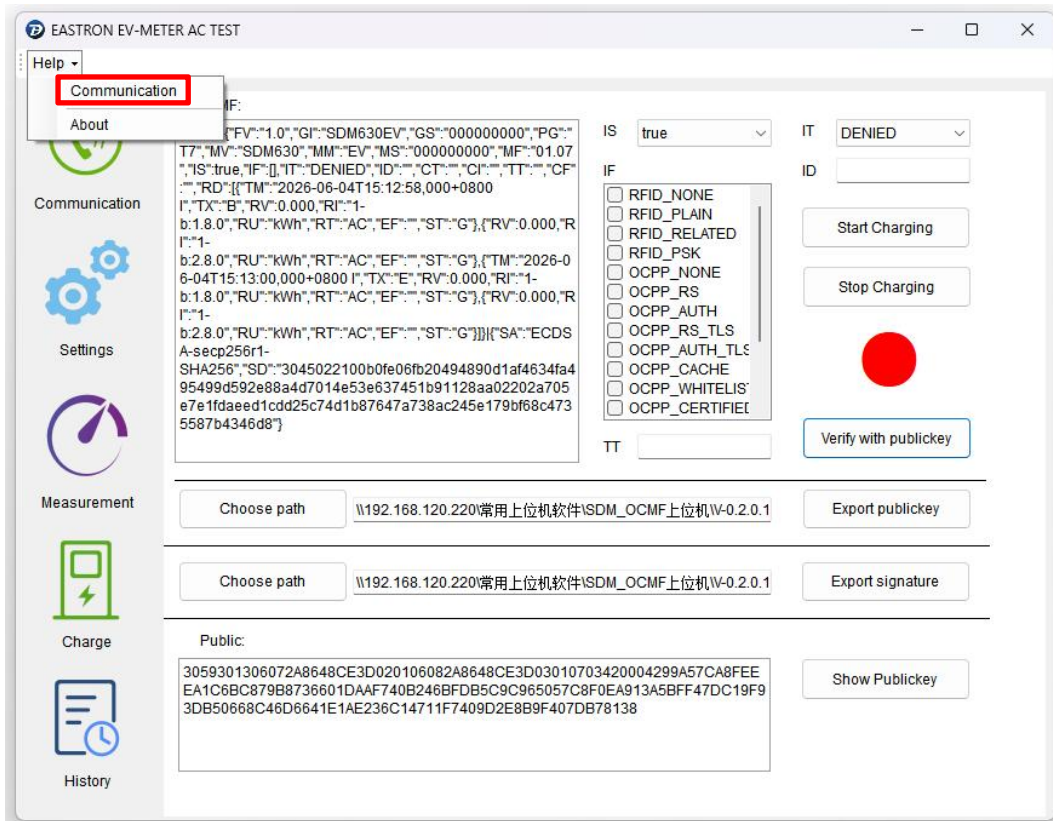 EASTRON EV-METER AC TEST
Help
Communication
About
MF:
{"FV":"1.0","GI":"SDM630EV","GS":"000000000","PG":"
T7","MV":"SDM630","MM":"EV","MS":"000000000","MF":"01.07
","IS":true,"IF":[],"IT":"DENIED","ID":"","CT":"","CI":"","TT":"","CF
":"","RD":[{"TM":"2026-06-04T15:12:58,000+0800
I","TX":"B","RV":0.000,"RI":"1-
b:1.8.0","RU":"kWh","RT":"AC","EF":"","ST":"G"},{"RV":0.000,"R
I":"1-
b:2.8.0","RU":"kWh","RT":"AC","EF":"","ST":"G"},{"TM":"2026-0
6-04T15:13:00,000+0800 I","TX":"E","RV":0.000,"RI":"1-
b:1.8.0","RU":"kWh","RT":"AC","EF":"","ST":"G"},{"RV":0.000,"R
I":"1-
b:2.8.0","RU":"kWh","RT":"AC","EF":"","ST":"G"}]}|{"SA":"ECDS
A-secp256r1-
SHA256","SD":"3045022100b0fe06fb20494890d1af4634fa4
95499d592e88a4d7014e53e637451b91128aa02202a705
e7e1fdaeed1cdd25c74d1b87647a738ac245e179bf68c473
5587b4346d8"}
IS true
IT DENIED
IF
ID
RFID_NONE
RFID_PLAIN
RFID_RELATED
RFID_PSK
OCPP_NONE
OCPP_RS
OCPP_AUTH
OCPP_RS_TLS
OCPP_AUTH_TLS
OCPP_CACHE
OCPP_WHITELIS
OCPP_CERTIFIED
TT
Start Charging
Stop Charging
Verify with publickey
Communication
Settings
Measurement
Charge
History
Choose path
\\192.168.120.220\常用上位机软件\SDM_OCMF上位机\V-0.2.0.1
Export publickey
Choose path
\\192.168.120.220\常用上位机软件\SDM_OCMF上位机\V-0.2.0.1
Export signature
Public:
3059301306072A8648CE3D020106082A8648CE3D03010703420004299A57CA8FEE
EA1C6BC879B8736601DAAF740B246BFDB5C9C965057C8F0EA913A5BFF47DC19F9
3DB50668C46D6641E1AE236C14711F7409D2E8B9F407DB78138
Show Publickey